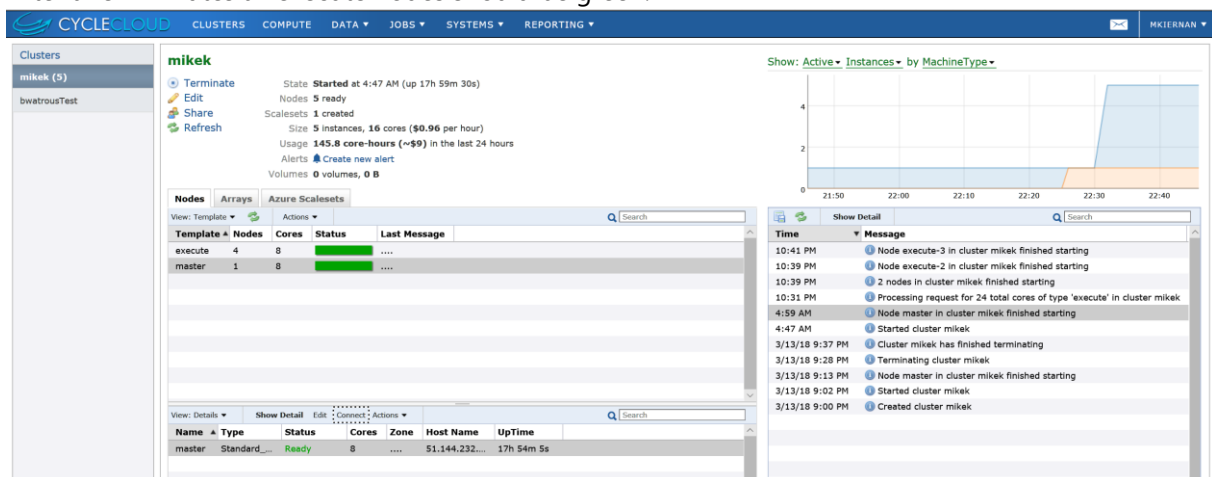 CYCLECLOUD CLUSTERS COMPUTE DATA JOBS SYSTEMS REPORTING MKIERNAN
Clusters
mikek (5)
bwatrousTest
mikek
Terminate
Edit
Share
Refresh
State Started at 4:47 AM (up 17h 59m 30s)
Nodes 5 ready
Scalesets 1 created
Size 5 instances, 16 cores ($0.96 per hour)
Usage 145.8 core-hours (~$9) in the last 24 hours
Alerts Create new alert
Volumes 0 volumes, 0 B
Show: Active Instances by MachineType
4
2
0
21:50 22:00 22:10 22:20 22:30 22:40
Nodes Arrays Azure Scalesets
View: Template Actions Search
Template Nodes Cores Status Last Message
execute 4 8 ....
master 1 8 ....
View: Details Show Detail Edit Connect Actions Search
Name Type Status Cores Zone Host Name UpTime
master Standard_... Ready 8 .... 51.144.232.... 17h 54m 5s
Show Detail Search
Time Message
10:41 PM Node execute-3 in cluster mikek finished starting
10:39 PM Node execute-2 in cluster mikek finished starting
10:39 PM 2 nodes in cluster mikek finished starting
10:31 PM Processing request for 24 total cores of type 'execute' in cluster mikek
4:59 AM Node master in cluster mikek finished starting
4:47 AM Started cluster mikek
3/13/18 9:37 PM Cluster mikek has finished terminating
3/13/18 9:28 PM Terminating cluster mikek
3/13/18 9:13 PM Node master in cluster mikek finished starting
3/13/18 9:02 PM Started cluster mikek
3/13/18 9:00 PM Created cluster mikek